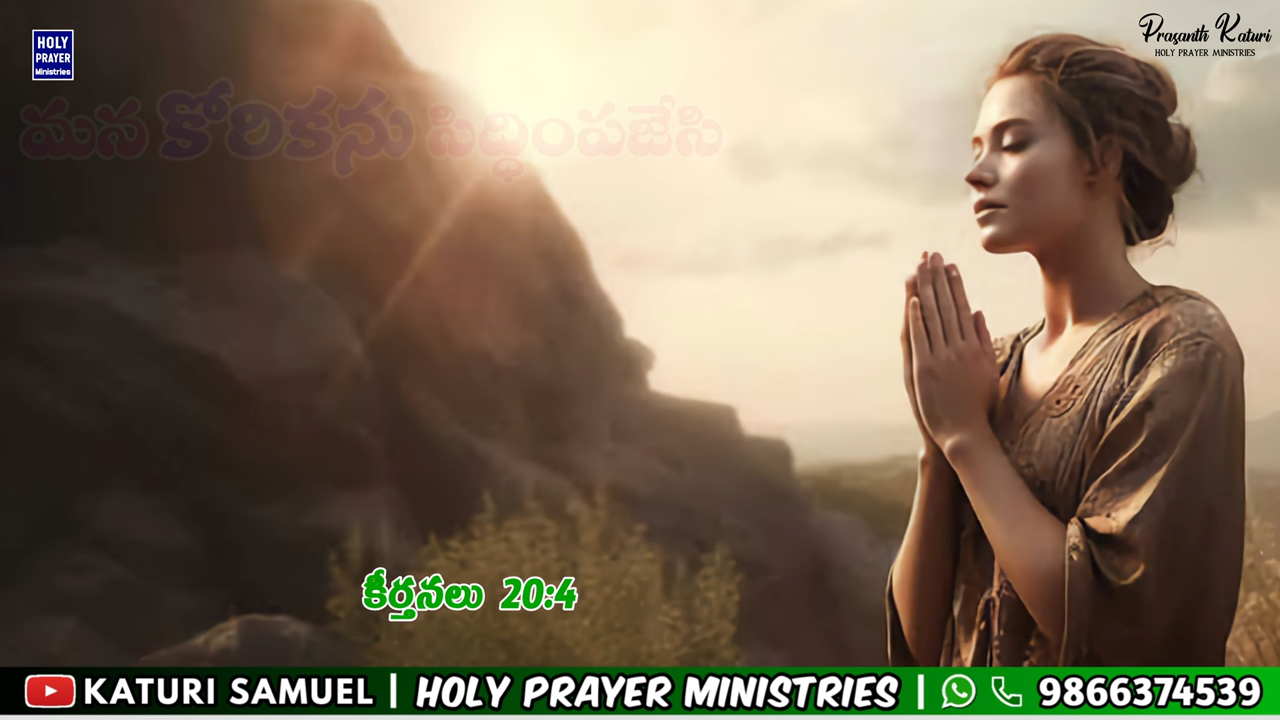 HOLY
PRAYER
Ministries
Prasanth Katuri
HOLY PRAYER MINISTRIES
మన కోరికను సిద్ధింపజేసి
కీర్తనలు 20:4
KATURI SAMUEL | HOLY PRAYER MINISTRIES | 9866374539